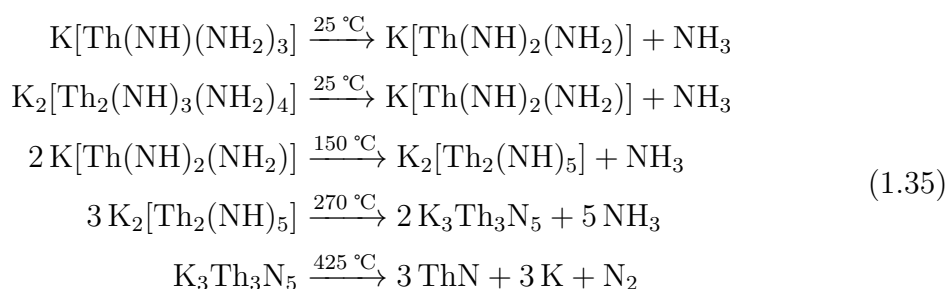 K[Th(NH)(NH₂)₃] —25 °C→ K[Th(NH)₂(NH₂)] + NH₃
K₂[Th₂(NH)₃(NH₂)₄] —25 °C→ K[Th(NH)₂(NH₂)] + NH₃
2 K[Th(NH)₂(NH₂)] —150 °C→ K₂[Th₂(NH)₅] + NH₃
(1.35)
3 K₂[Th₂(NH)₅] —270 °C→ 2 K₃Th₃N₅ + 5 NH₃
K₃Th₃N₅ —425 °C→ 3 ThN + 3 K + N₂